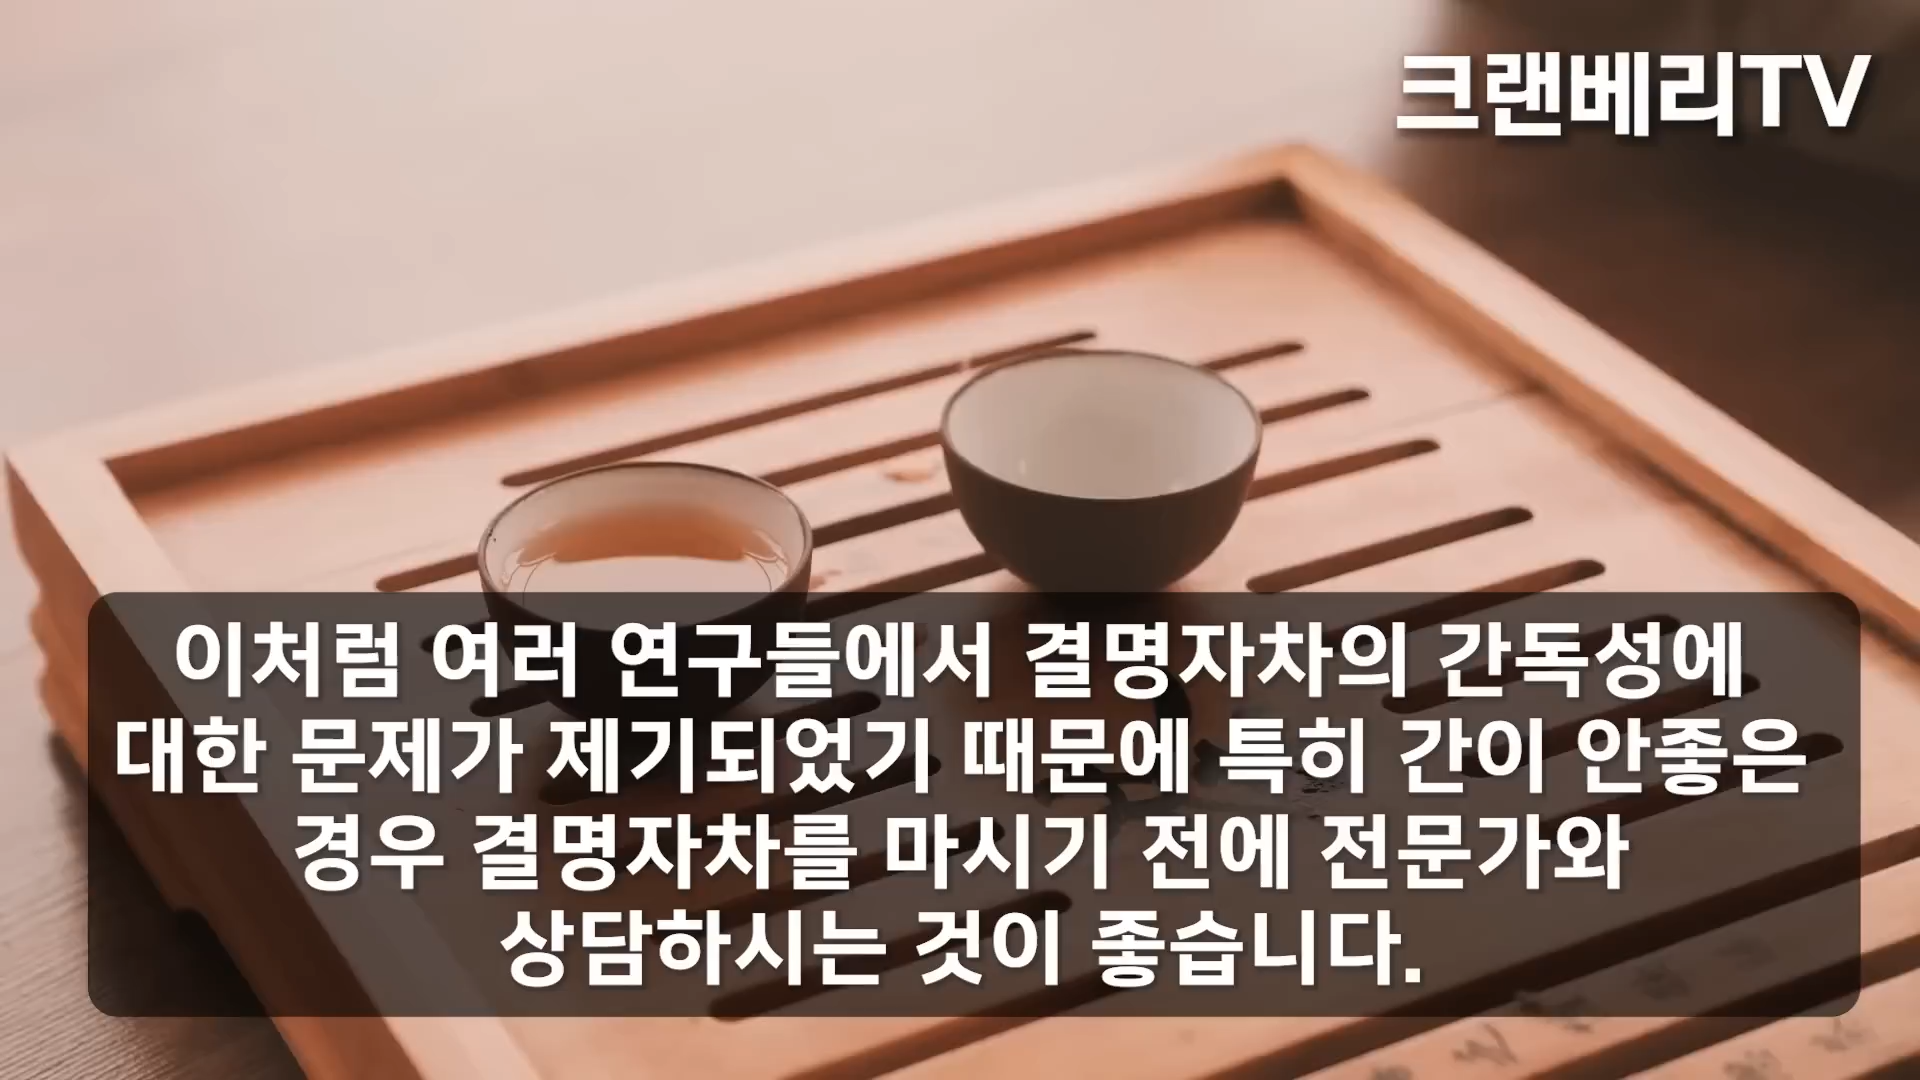 크랜베리TV
이처럼 여러 연구들에서 결명자차의 간독성에
대한 문제가 제기되었기 때문에 특히 간이 안좋은
경우 결명자차를 마시기 전에 전문가와
상담하시는 것이 좋습니다.